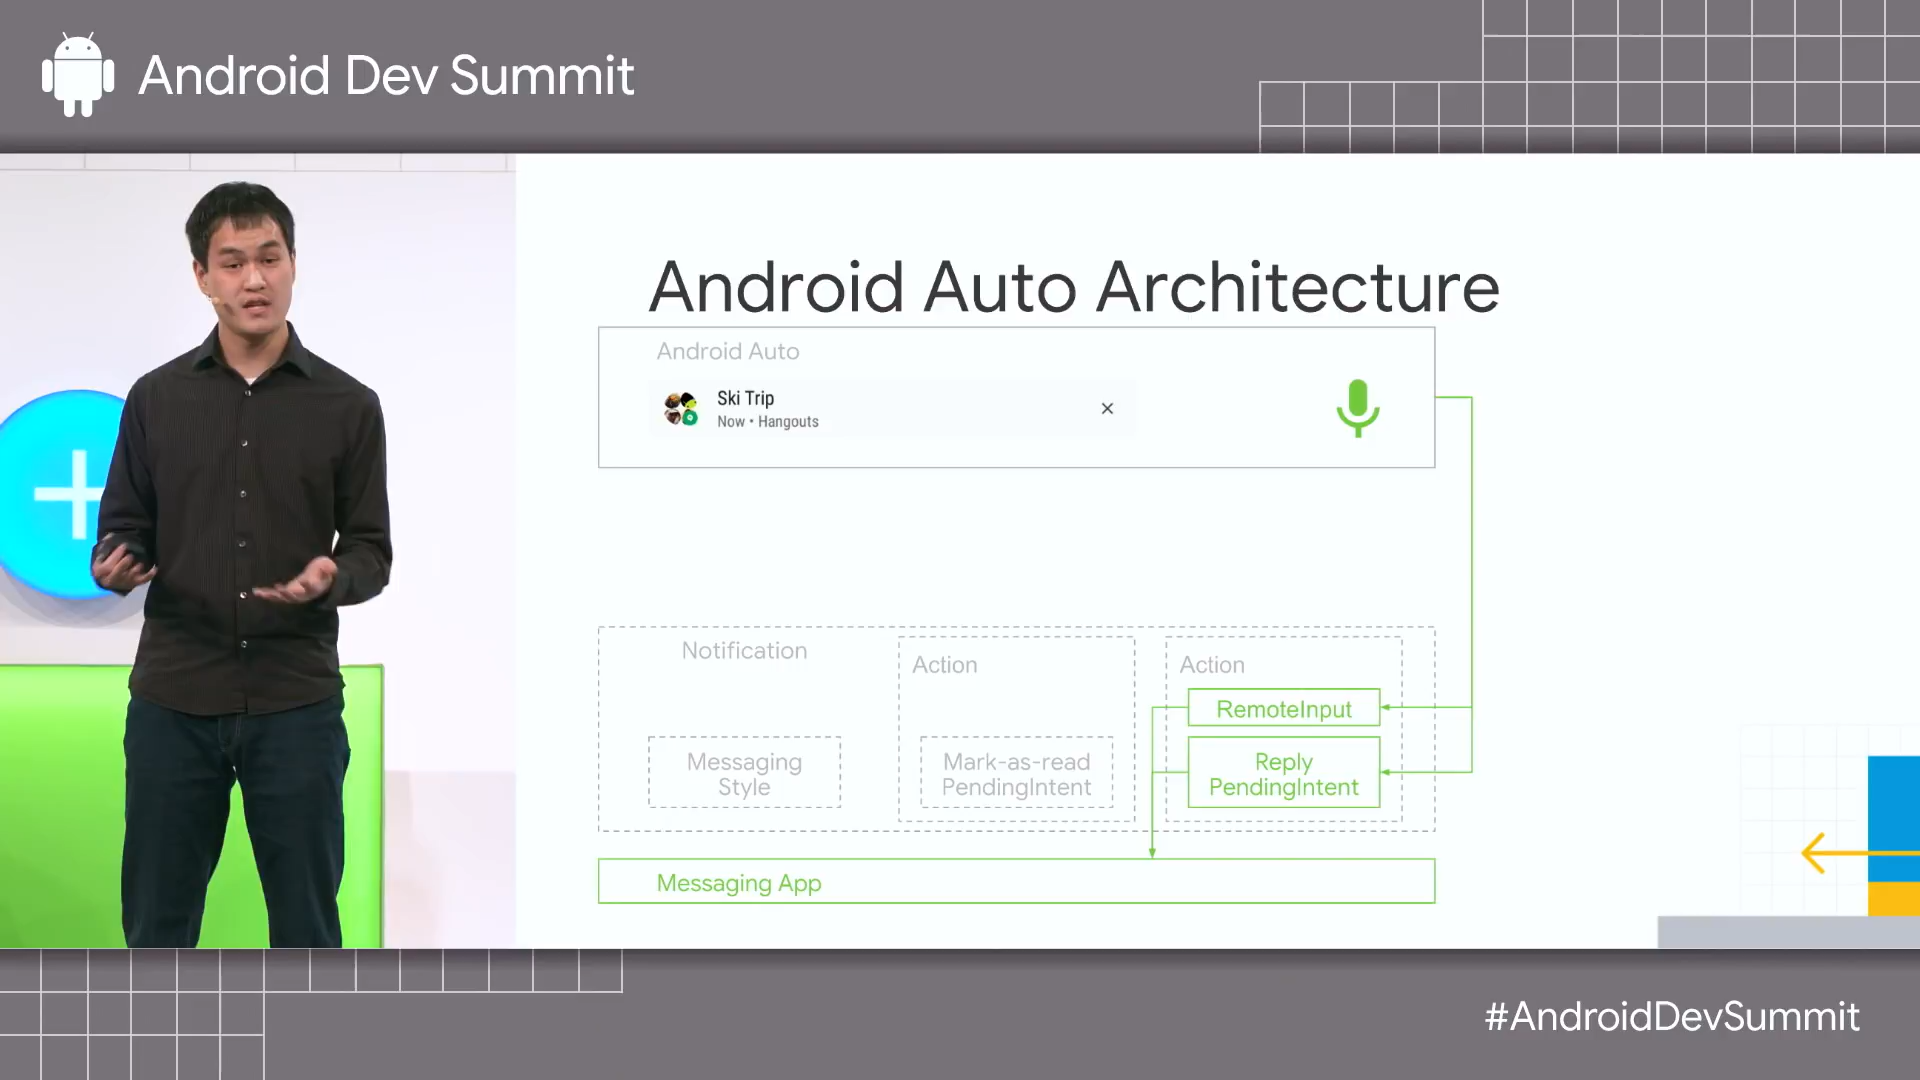 Android Dev Summit
Android Auto Architecture
Android Auto
Ski Trip
Now • Hangouts
Notification
Messaging
Style
Action
Mark-as-read
PendingIntent
Action
RemoteInput
Reply
PendingIntent
Messaging App
#AndroidDevSummit